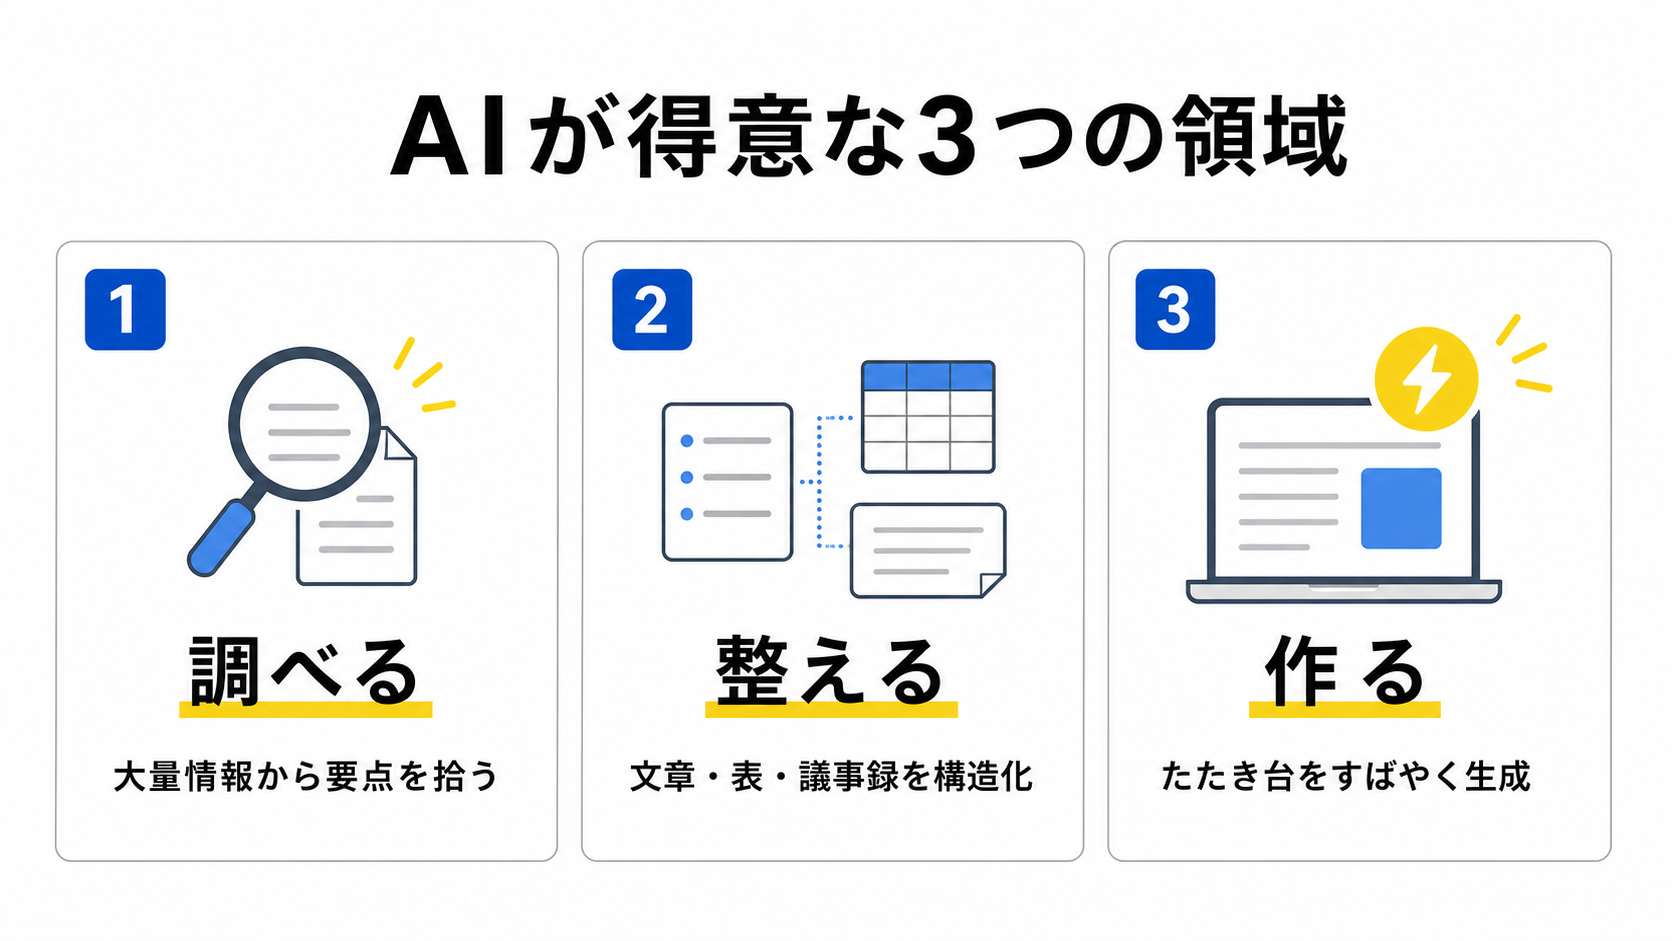 AIが得意な3つの領域
1
調べる
大量情報から要点を拾う
2
整える
文章・表・議事録を構造化
3
作る
たたき台をすばやく生成